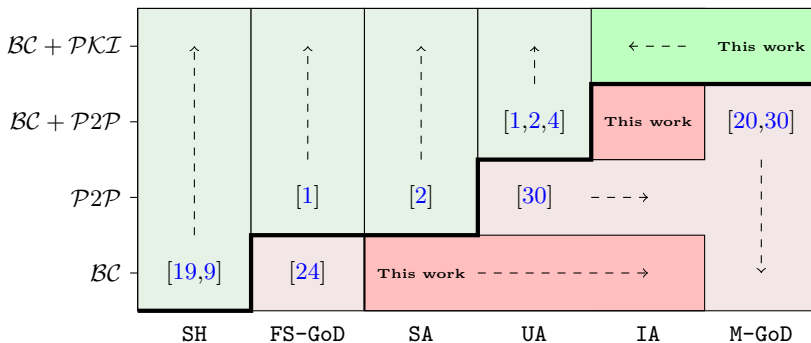 BC + PKI This work
BC + P2P [1,2,4] This work [20,30]
P2P [1] [2] [30]
BC [19,9] [24] This work
SH FS-GoD SA UA IA M-GoD